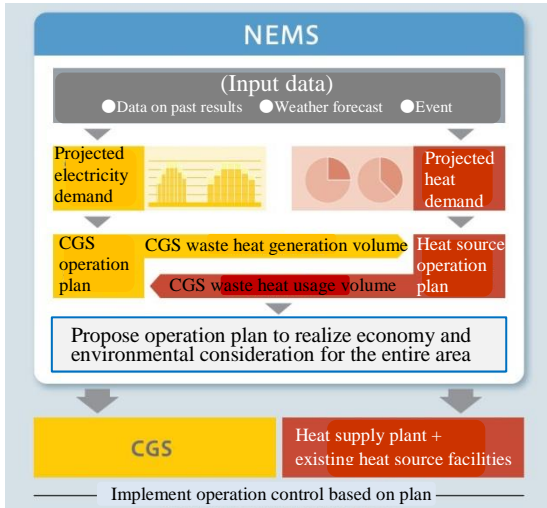 NEMS
(Input data)
●Data on past results ●Weather forecast ●Event
Projected
electricity
demand
Projected
heat
demand
CGS
operation
plan
CGS waste heat generation volume
CGS waste heat usage volume
Heat source
operation
plan
Propose operation plan to realize economy and
environmental consideration for the entire area
CGS
Heat supply plant +
existing heat source facilities
Implement operation control based on plan